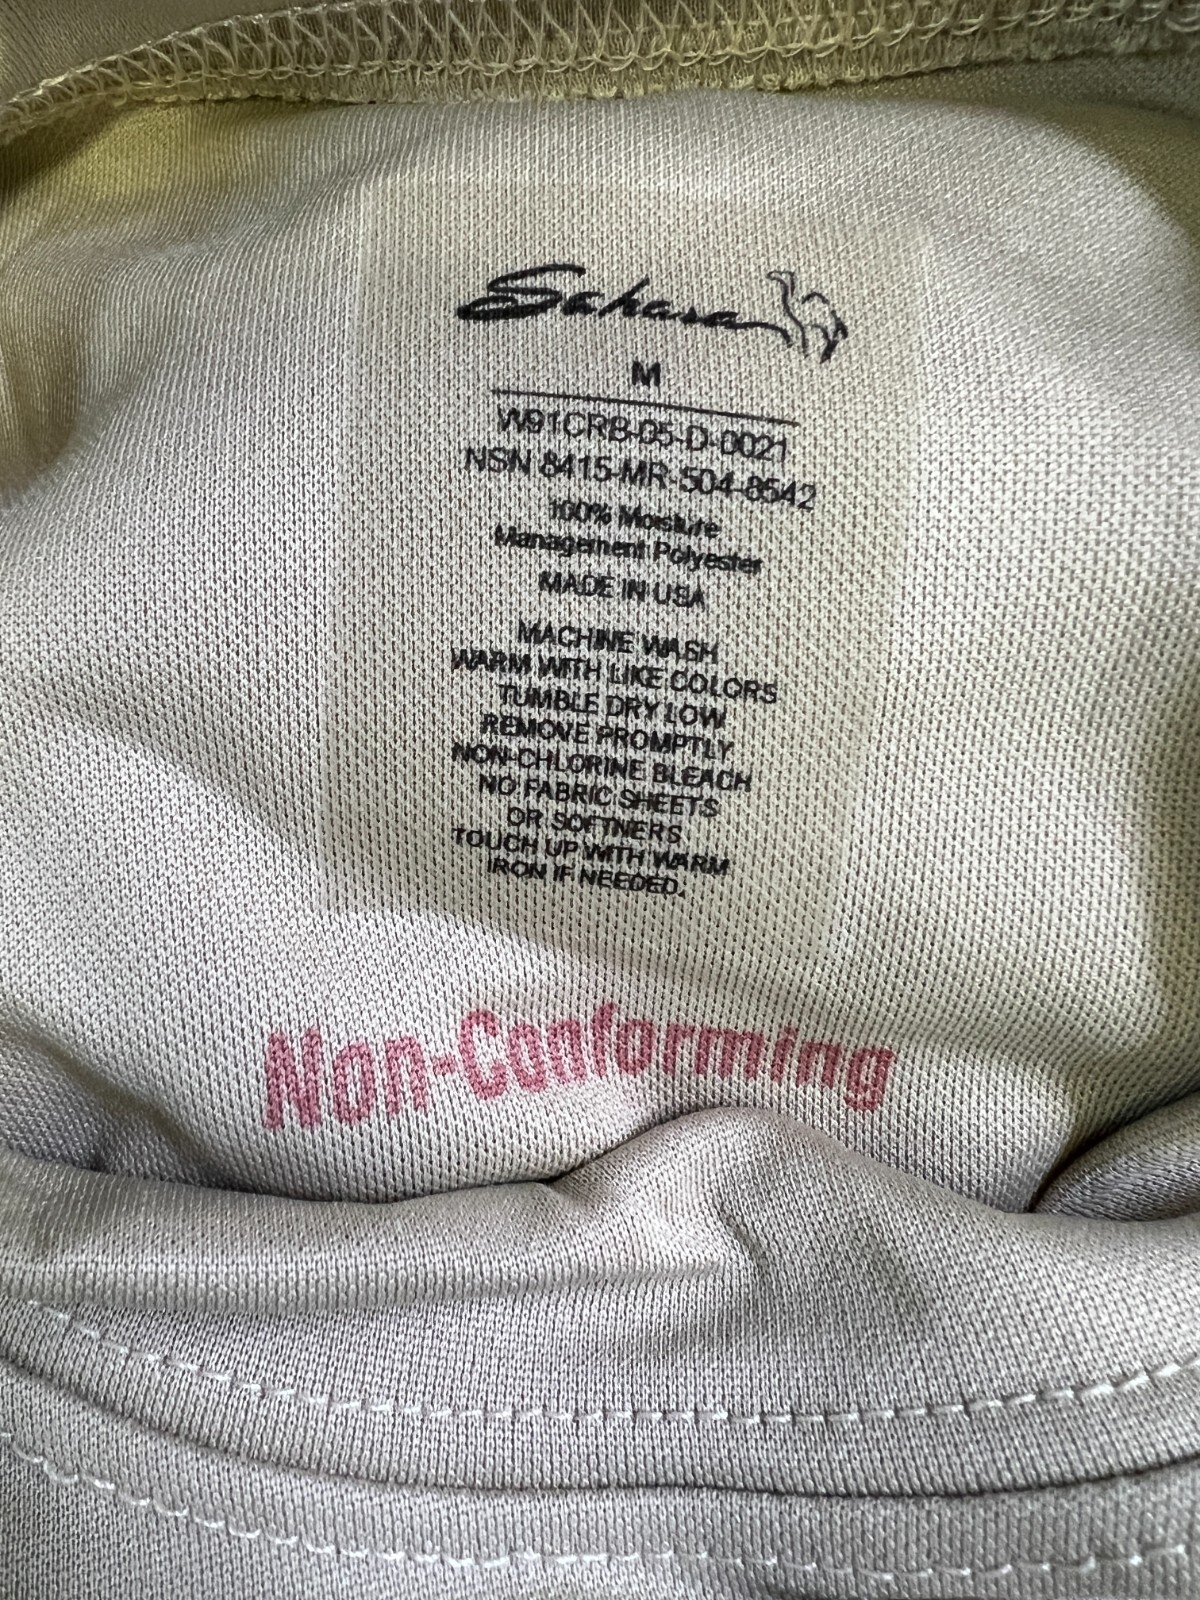 Sahara
M
W91CRB-05-D-0021
NSN 8415-MR-504-8542
100% Moisture
Management Polyester
MADE IN USA
MACHINE WASH
WARM WITH LIKE COLORS
TUMBLE DRY LOW
REMOVE PROMPTLY
NON-CHLORINE BLEACH
NO FABRIC SHEETS
OR SOFTNERS
TOUCH UP WITH WARM
IRON IF NEEDED.
Non-Conforming